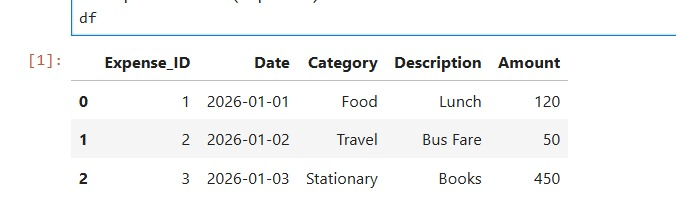 df
[1]:
Expense_ID Date Category Description Amount
0 1 2026-01-01 Food Lunch 120
1 2 2026-01-02 Travel Bus Fare 50
2 3 2026-01-03 Stationary Books 450